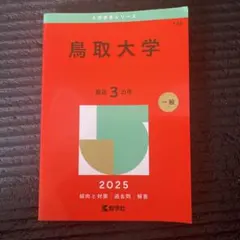 大学赤本シリーズ
鳥取大学
最近 3 カ年
一般
2025
傾向と対策 過去問 解答
教学社